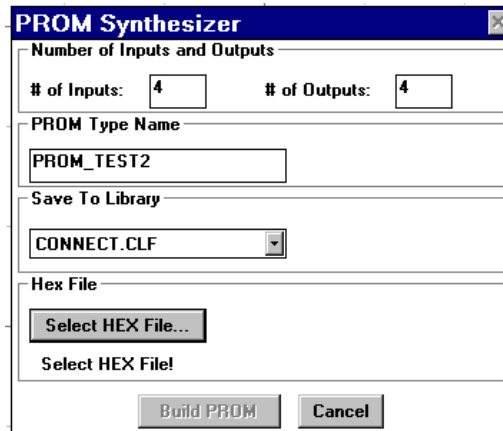 PROM Synthesizer
Number of Inputs and Outputs
# of Inputs: 4 # of Outputs: 4
PROM Type Name
PROM_TEST2
Save To Library
CONNECT.CLF
Hex File
Select HEX File...
Select HEX File!
Build PROM Cancel